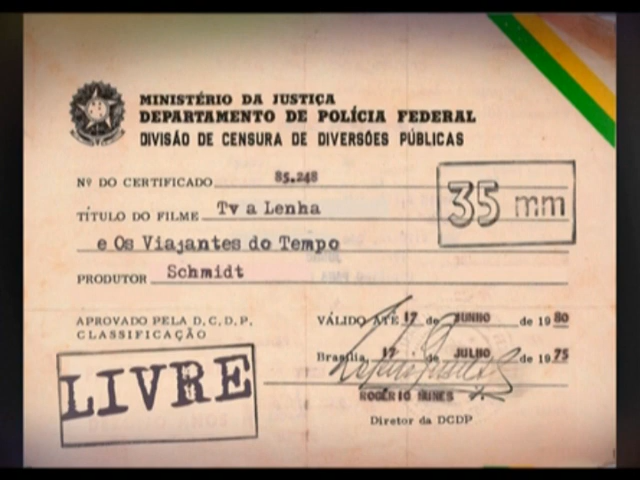 MINISTÉRIO DA JUSTIÇA
DEPARTAMENTO DE POLÍCIA FEDERAL
DIVISÃO DE CENSURA DE DIVERSÕES PÚBLICAS
Nº DO CERTIFICADO 85.248
35 mm
TÍTULO DO FILME Tv a Lenha
e Os Viajantes do Tempo
PRODUTOR Schmidt
APROVADO PELA D.C.D.P.
CLASSIFICAÇÃO
LIVRE
VÁLIDO ATÉ 17 de JUNHO de 1980
Brasília, 17 de JULHO de 1975
ROGÉRIO NUNES
Diretor da DCDP